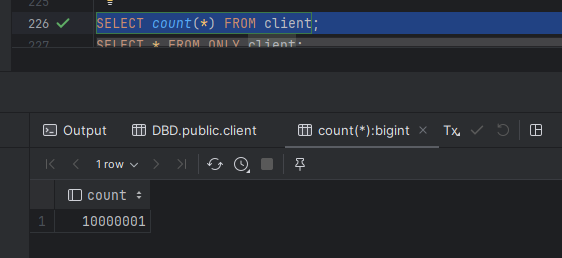 225
226 SELECT count(*) FROM client;
227 SELECT * FROM ONLY client;
Output DBD.public.client count(*):bigint × Tx
1 row
count
1 10000001